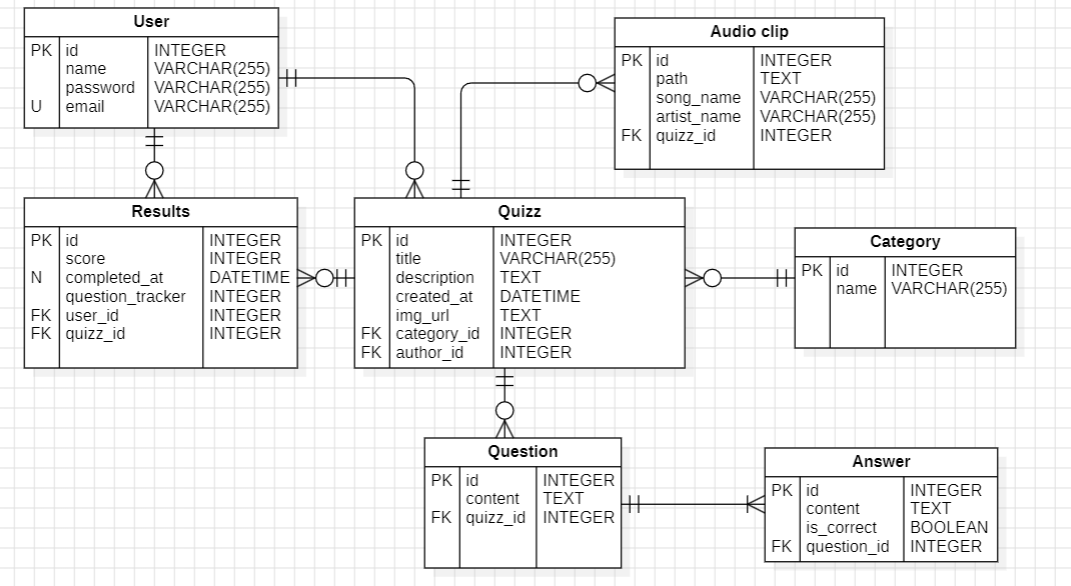 User
PK id INTEGER
name VARCHAR(255)
password VARCHAR(255)
U email VARCHAR(255)
Audio clip
PK id INTEGER
path TEXT
song_name VARCHAR(255)
artist_name VARCHAR(255)
FK quizz_id INTEGER
Results
PK id INTEGER
score INTEGER
N completed_at DATETIME
question_tracker INTEGER
FK user_id INTEGER
FK quizz_id INTEGER
Quizz
PK id INTEGER
title VARCHAR(255)
description TEXT
created_at DATETIME
img_url TEXT
FK category_id INTEGER
FK author_id INTEGER
Category
PK id INTEGER
name VARCHAR(255)
Question
PK id INTEGER
content TEXT
FK quizz_id INTEGER
Answer
PK id INTEGER
content TEXT
is_correct BOOLEAN
FK question_id INTEGER